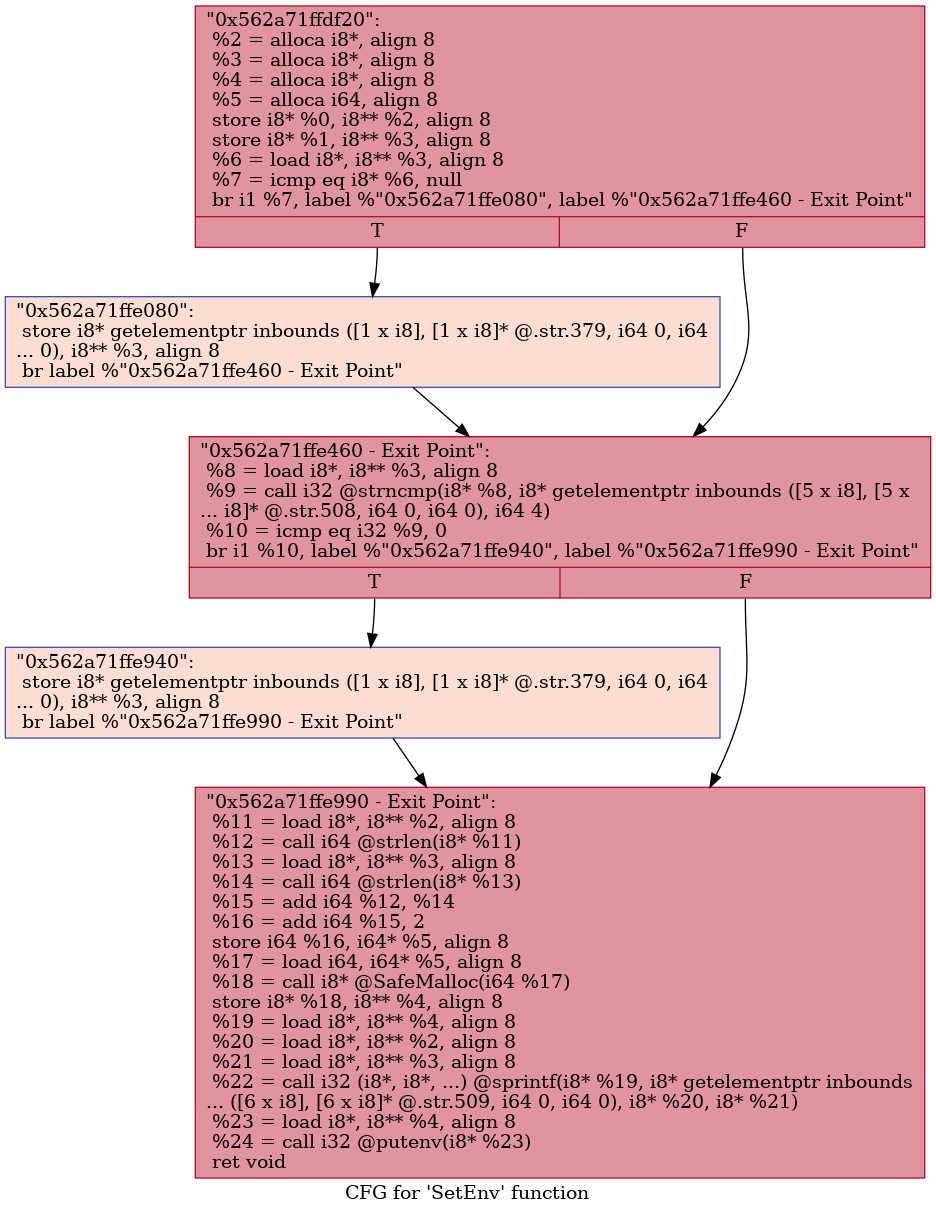 "0x562a71ffdf20":
%2 = alloca i8*, align 8
%3 = alloca i8*, align 8
%4 = alloca i8*, align 8
%5 = alloca i64, align 8
store i8* %0, i8** %2, align 8
store i8* %1, i8** %3, align 8
%6 = load i8*, i8** %3, align 8
%7 = icmp eq i8* %6, null
br i1 %7, label %"0x562a71ffe080", label %"0x562a71ffe460 - Exit Point"
T F
"0x562a71ffe080":
store i8* getelementptr inbounds ([1 x i8], [1 x i8]* @.str.379, i64 0, i64
... 0), i8** %3, align 8
br label %"0x562a71ffe460 - Exit Point"
"0x562a71ffe460 - Exit Point":
%8 = load i8*, i8** %3, align 8
%9 = call i32 @strncmp(i8* %8, i8* getelementptr inbounds ([5 x i8], [5 x
... i8]* @.str.508, i64 0, i64 0), i64 4)
%10 = icmp eq i32 %9, 0
br i1 %10, label %"0x562a71ffe940", label %"0x562a71ffe990 - Exit Point"
T F
"0x562a71ffe940":
store i8* getelementptr inbounds ([1 x i8], [1 x i8]* @.str.379, i64 0, i64
... 0), i8** %3, align 8
br label %"0x562a71ffe990 - Exit Point"
"0x562a71ffe990 - Exit Point":
%11 = load i8*, i8** %2, align 8
%12 = call i64 @strlen(i8* %11)
%13 = load i8*, i8** %3, align 8
%14 = call i64 @strlen(i8* %13)
%15 = add i64 %12, %14
%16 = add i64 %15, 2
store i64 %16, i64* %5, align 8
%17 = load i64, i64* %5, align 8
%18 = call i8* @SafeMalloc(i64 %17)
store i8* %18, i8** %4, align 8
%19 = load i8*, i8** %4, align 8
%20 = load i8*, i8** %2, align 8
%21 = load i8*, i8** %3, align 8
%22 = call i32 (i8*, i8*, ...) @sprintf(i8* %19, i8* getelementptr inbounds
... ([6 x i8], [6 x i8]* @.str.509, i64 0, i64 0), i8* %20, i8* %21)
%23 = load i8*, i8** %4, align 8
%24 = call i32 @putenv(i8* %23)
ret void
CFG for 'SetEnv' function